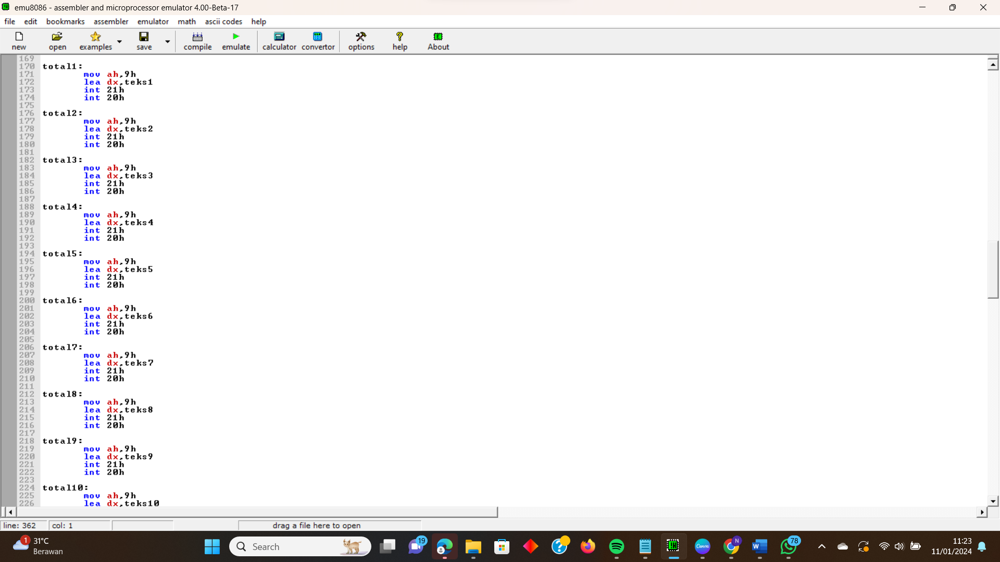 emu8086 - assembler and microprocessor emulator 4.00-Beta-17
file edit bookmarks assembler emulator math ascii codes help
new open examples save compile emulate calculator convertor options help About
169
170 total1:
171 mov ah,9h
172 lea dx,teks1
173 int 21h
174 int 20h
175
176 total2:
177 mov ah,9h
178 lea dx,teks2
179 int 21h
180 int 20h
181
182 total3:
183 mov ah,9h
184 lea dx,teks3
185 int 21h
186 int 20h
187
188 total4:
189 mov ah,9h
190 lea dx,teks4
191 int 21h
192 int 20h
193
194 total5:
195 mov ah,9h
196 lea dx,teks5
197 int 21h
198 int 20h
199
200 total6:
201 mov ah,9h
202 lea dx,teks6
203 int 21h
204 int 20h
205
206 total7:
207 mov ah,9h
208 lea dx,teks7
209 int 21h
210 int 20h
211
212 total8:
213 mov ah,9h
214 lea dx,teks8
215 int 21h
216 int 20h
217
218 total9:
219 mov ah,9h
220 lea dx,teks9
221 int 21h
222 int 20h
223
224 total10:
225 mov ah,9h
226 lea dx,teks10
line: 362 col: 1 drag a file here to open
1 31°C
Berawan
Search
19
Canva
N
W
78
11:23
11/01/2024